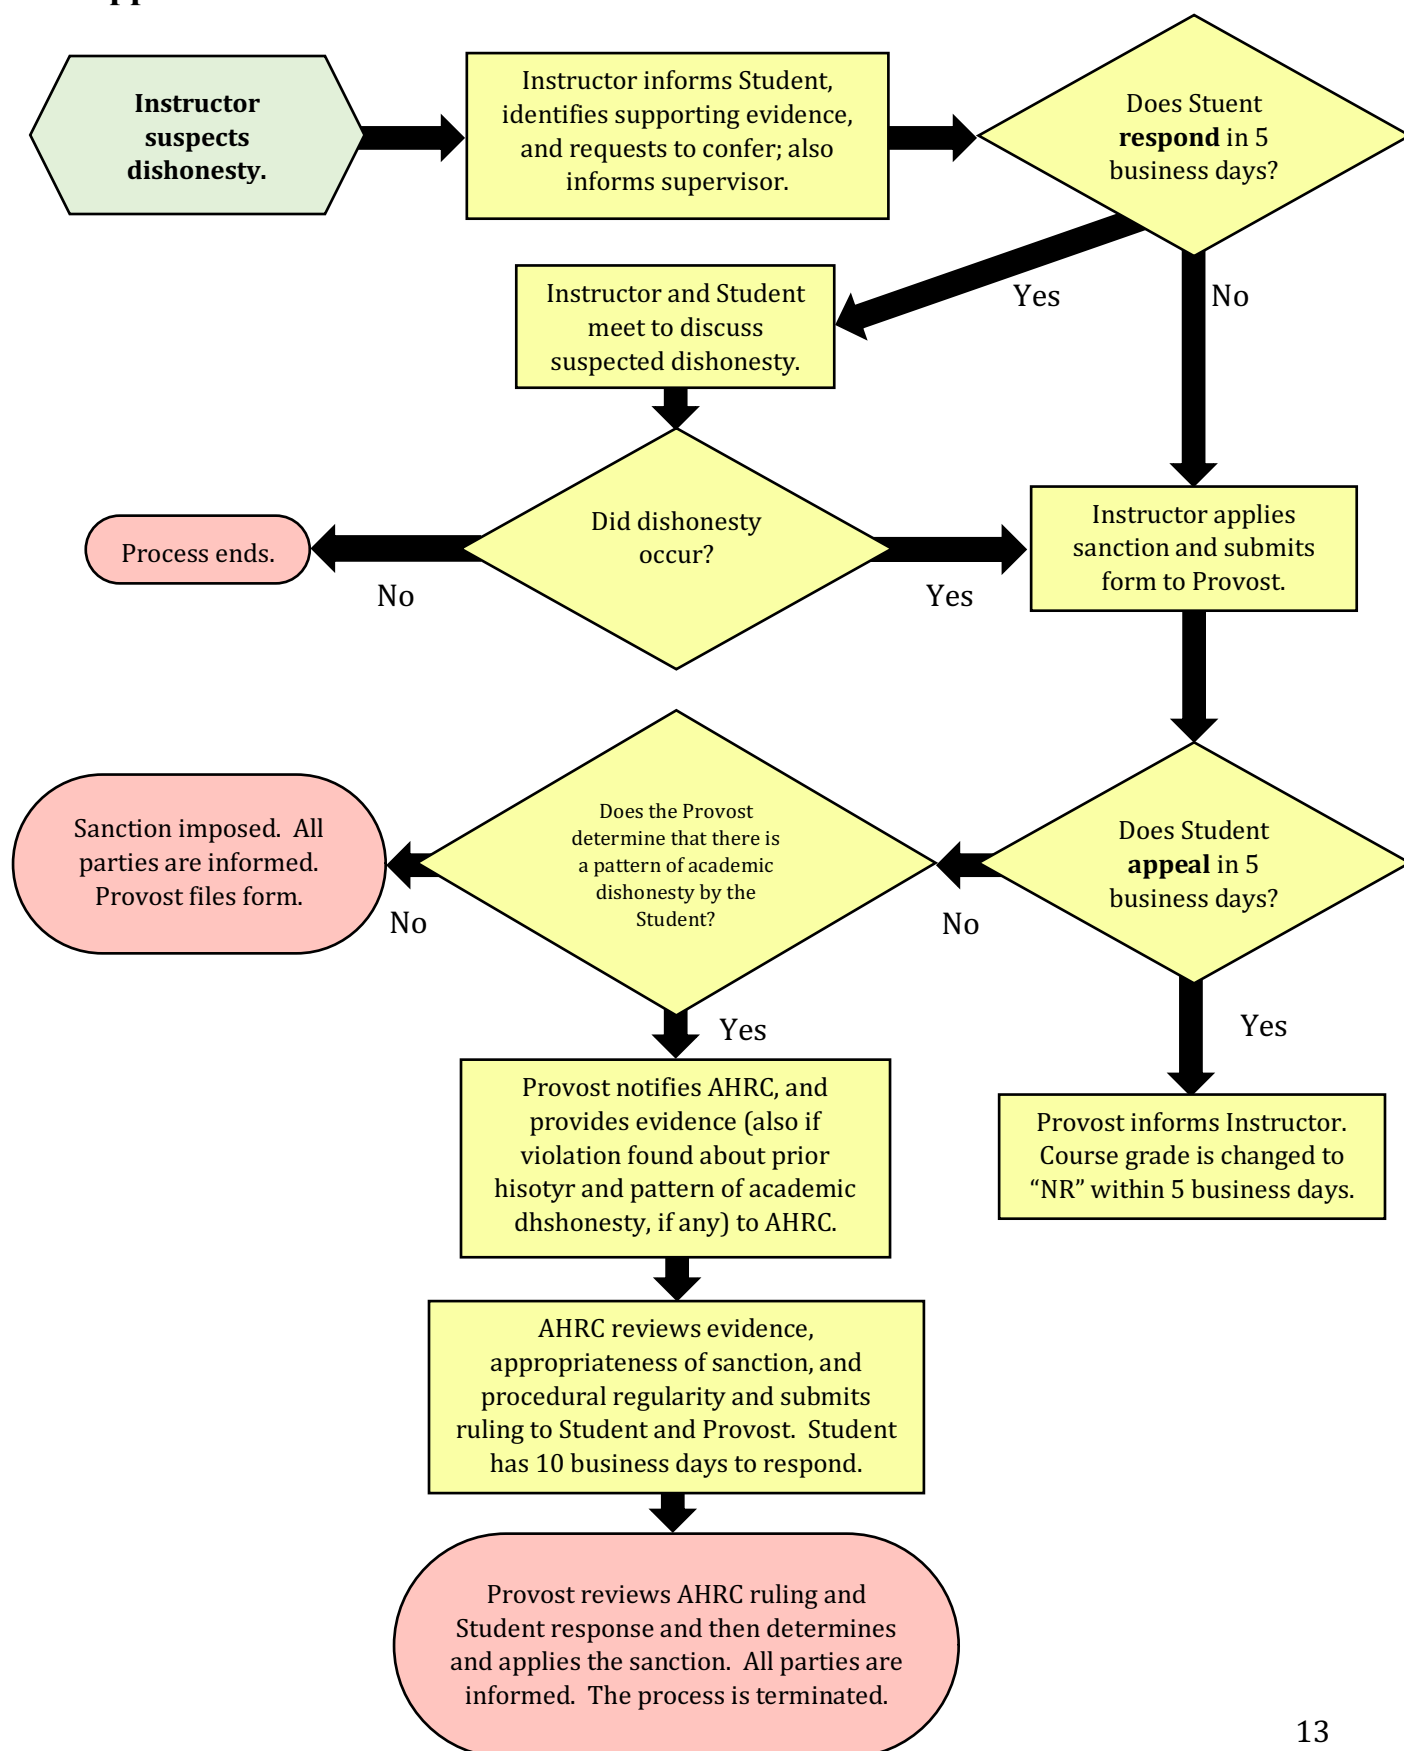 Instructor
suspects
dishonesty.
Instructor informs Student,
identifies supporting evidence,
and requests to confer; also
informs supervisor.
Does Stuent
respond in 5
business days?
Yes
No
Instructor and Student
meet to discuss
suspected dishonesty.
Did dishonesty
occur?
No
Yes
Process ends.
Instructor applies
sanction and submits
form to Provost.
Does Student
appeal in 5
business days?
No
Yes
Does the Provost
determine that there is
a pattern of academic
dishonesty by the
Student?
No
Yes
Sanction imposed.  All
parties are informed.
Provost files form.
Provost informs Instructor.
Course grade is changed to
“NR” within 5 business days.
Provost notifies AHRC, and
provides evidence (also if
violation found about prior
hisotyr and pattern of academic
dhshonesty, if any) to AHRC.
AHRC reviews evidence,
appropriateness of sanction, and
procedural regularity and submits
ruling to Student and Provost.  Student
has 10 business days to respond.
Provost reviews AHRC ruling and
Student response and then determines
and applies the sanction.  All parties are
informed.  The process is terminated.
13